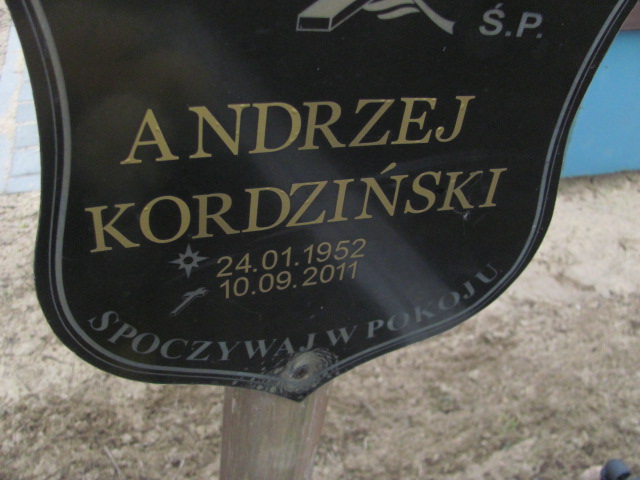 Ś.P.
ANDRZEJ
KORDZIŃSKI
24.01.1952
10.09.2011
SPOCZYWAJ W POKOJU